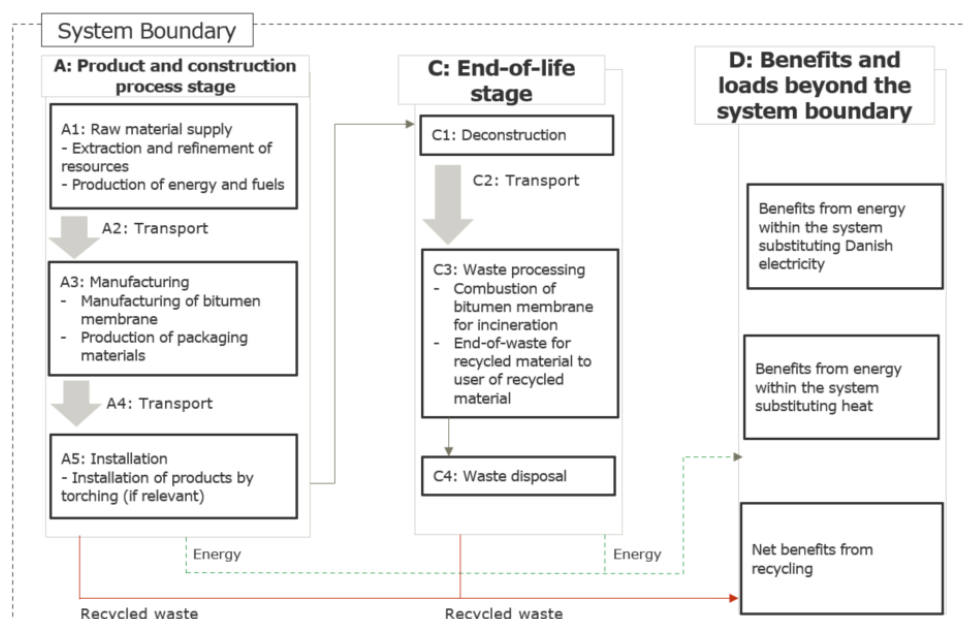 System Boundary
A: Product and construction
process stage
A1: Raw material supply
- Extraction and refinement of
resources
- Production of energy and fuels
A2: Transport
A3: Manufacturing
- Manufacturing of bitumen
membrane
- Production of packaging
materials
A4: Transport
A5: Installation
- Installation of products by
torching (if relevant)
C: End-of-life
stage
C1: Deconstruction
C2: Transport
C3: Waste processing
- Combustion of
bitumen membrane
for incineration
- End-of-waste for
recycled material to
user of recycled
material
C4: Waste disposal
D: Benefits and
loads beyond the
system boundary
Benefits from energy
within the system
substituting Danish
electricity
Benefits from energy
within the system
substituting heat
Net benefits from
recycling
Energy
Energy
Recycled waste
Recycled waste